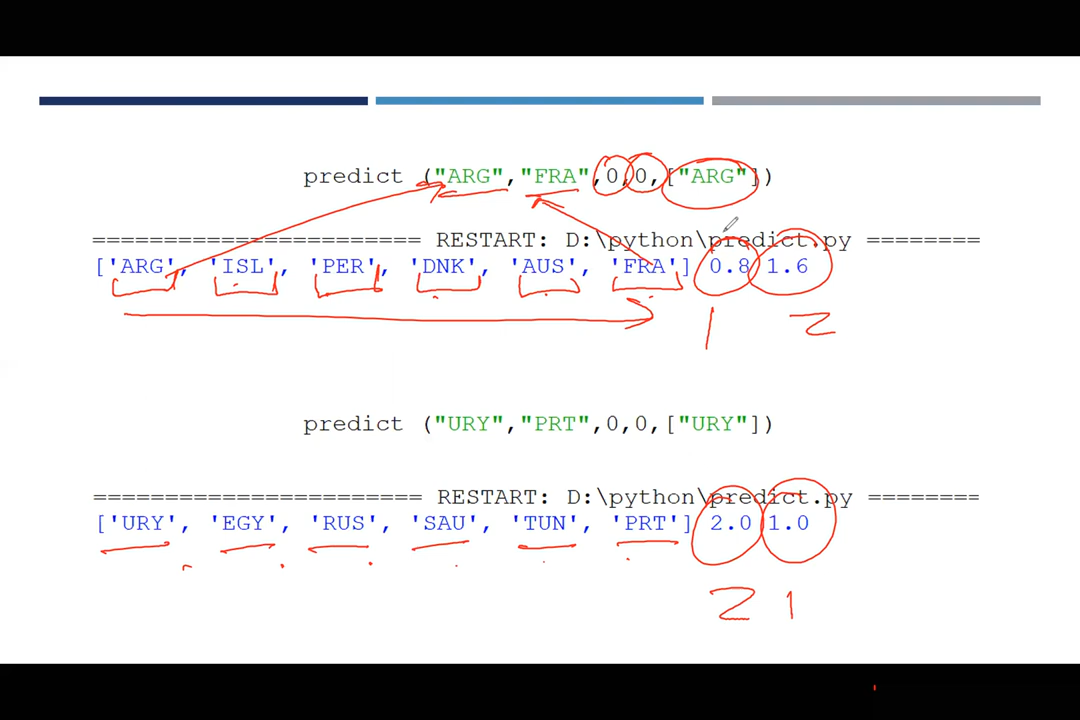 predict ("ARG","FRA",0,0,["ARG"])
======================= RESTART: D:\python\predict.py ========
['ARG', 'ISL', 'PER', 'DNK', 'AUS', 'FRA'] 0.8 1.6
1 2
predict ("URY","PRT",0,0,["URY"])
======================= RESTART: D:\python\predict.py ========
['URY', 'EGY', 'RUS', 'SAU', 'TUN', 'PRT'] 2.0 1.0
2 1